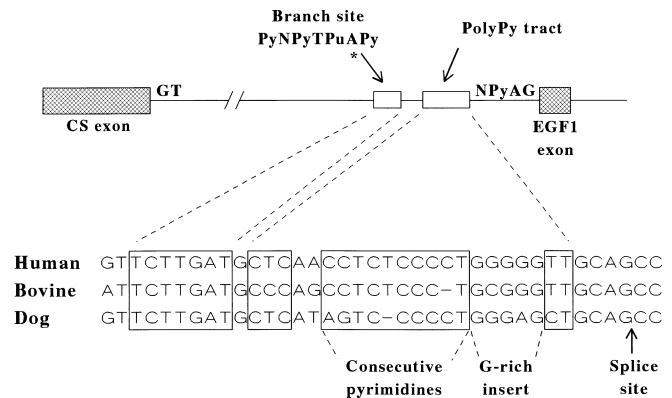 Branch site
PyNPyTPuAPy
*
PolyPy tract
GT
NPyAG
CS exon
EGF1
exon
Human GTTCTTGATGCTCAACCTCTCCCCTGGGGGTTGCAGCC
Bovine ATTCTTGATGCCCAGCCTCTCCC-TGCGGGTTGCAGCC
Dog GTTCTTGATGCTCATAGTC-CCCCTGGGAGCTGCAGCC
Consecutive
pyrimidines
G-rich
insert
Splice
site